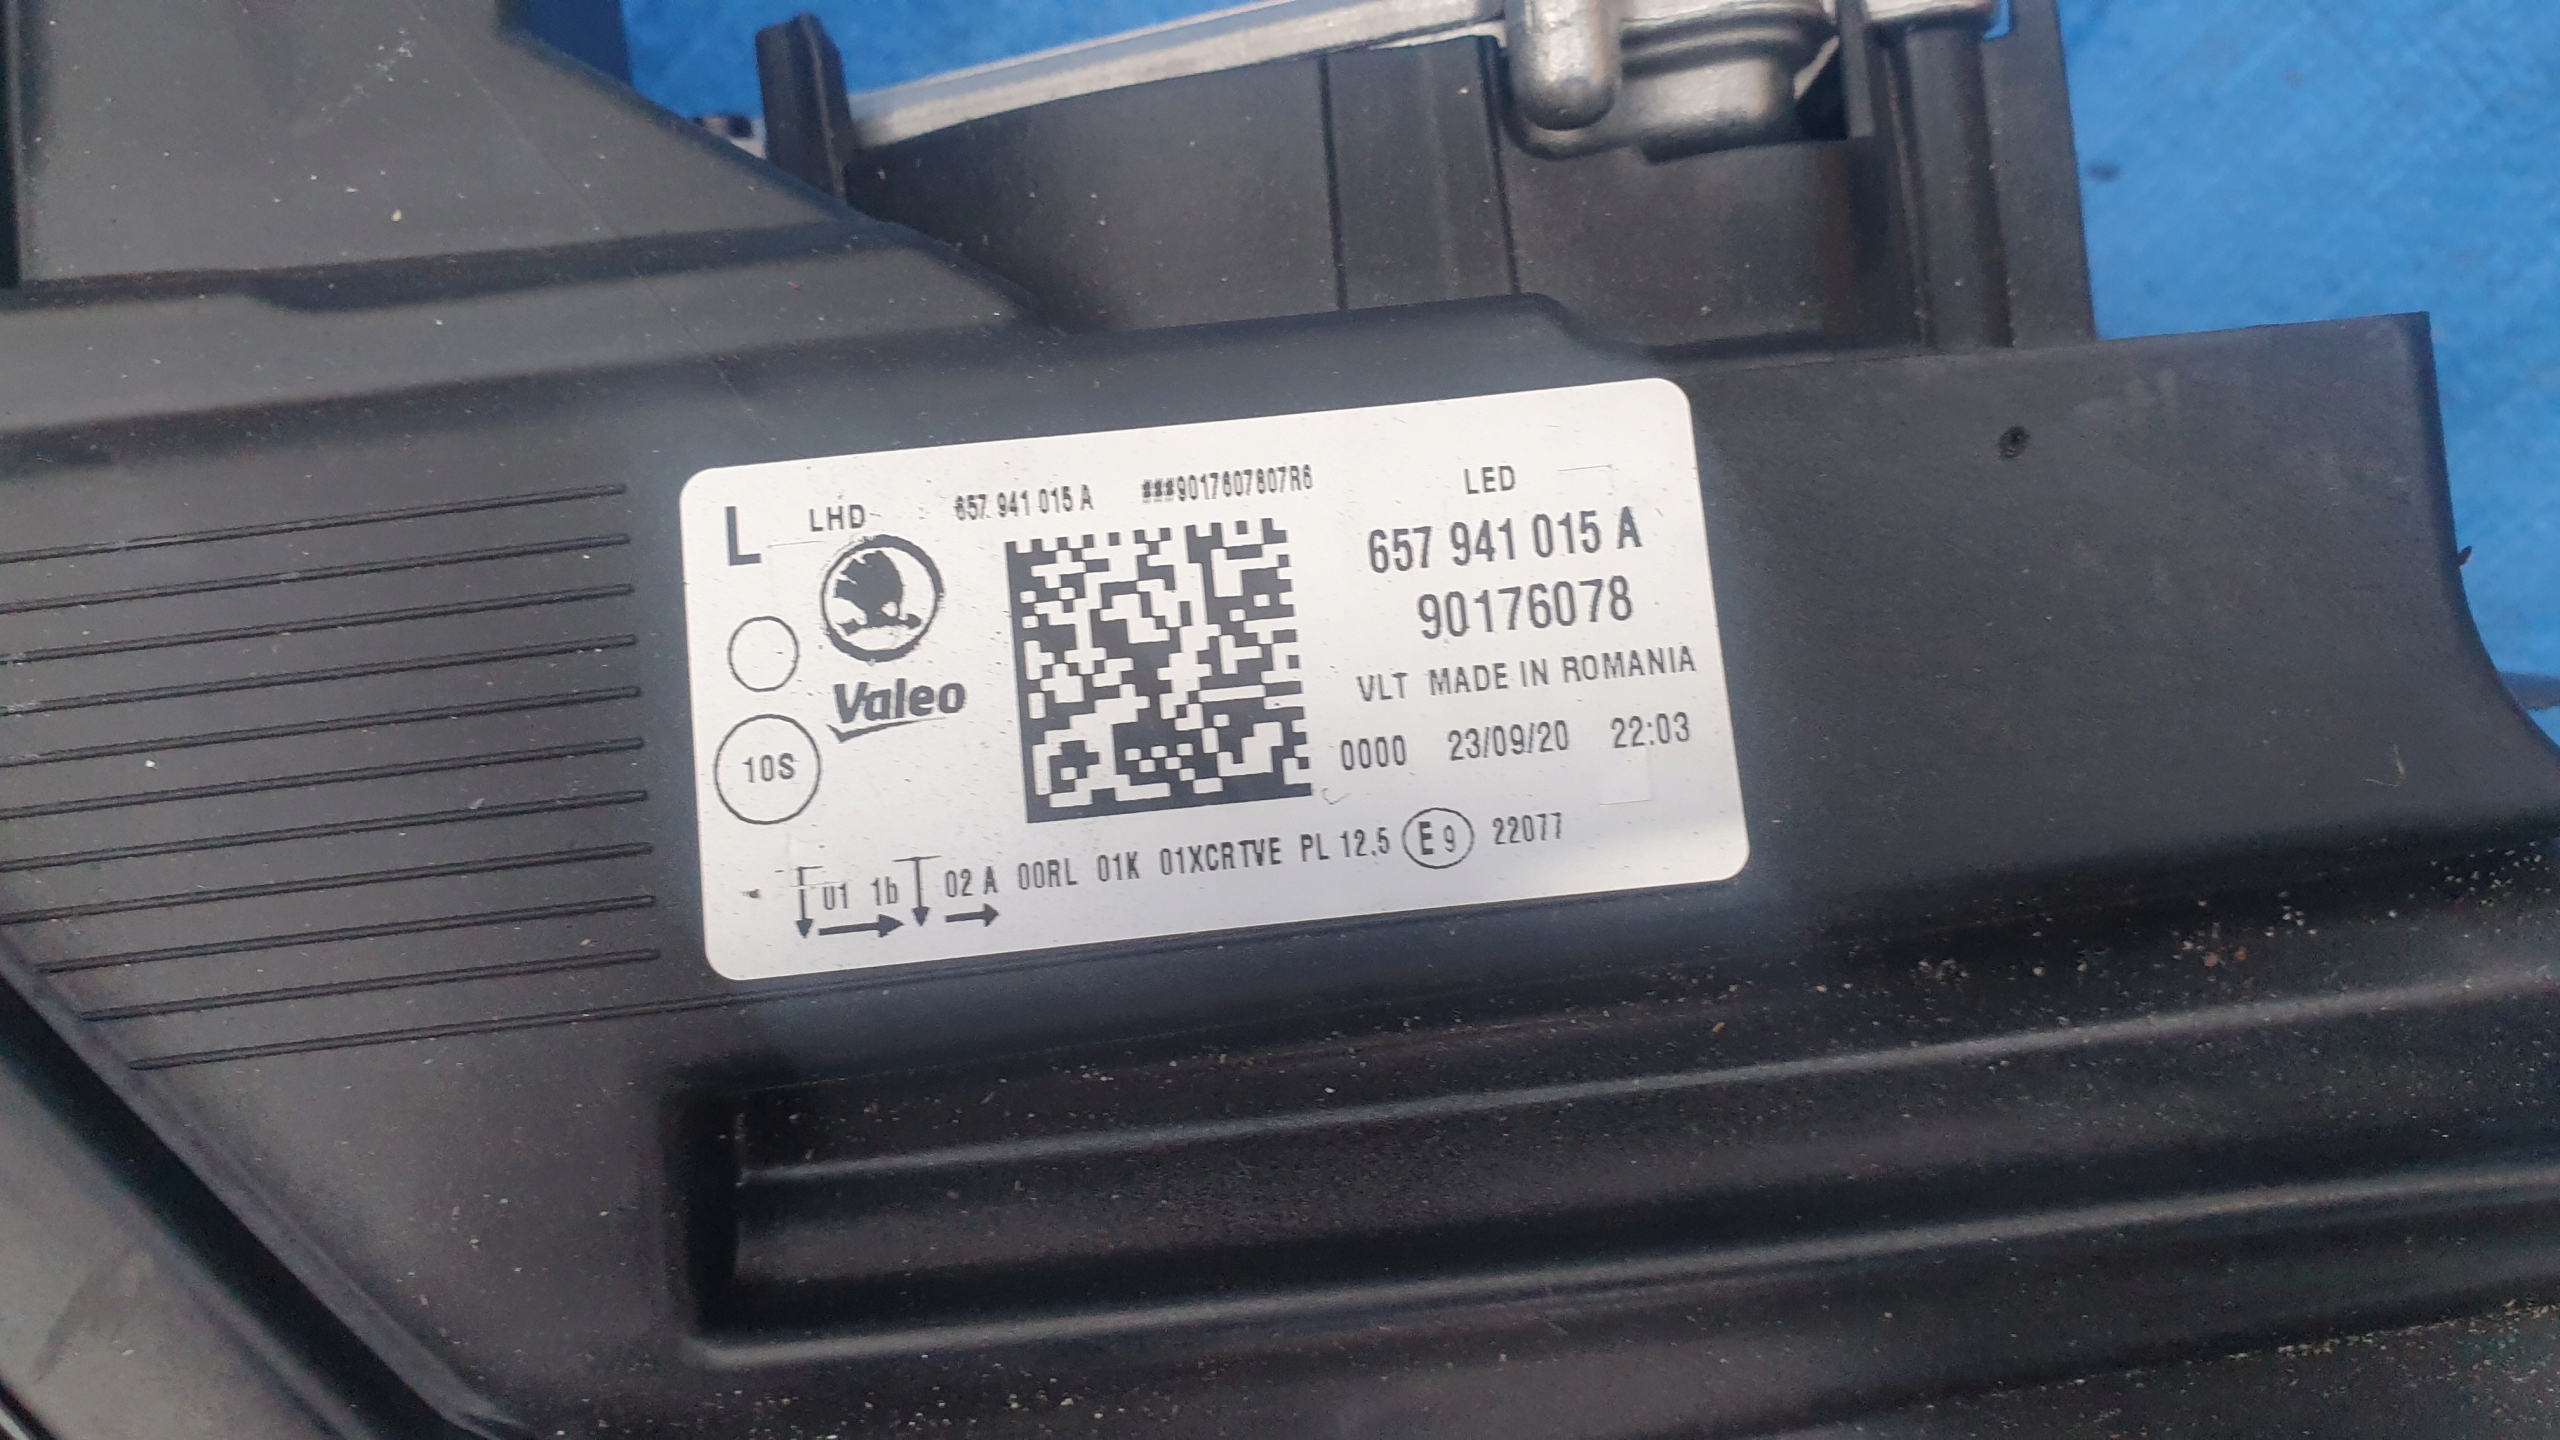 L LHD 657 941 015 A ###9017607807R6 LED
657 941 015 A
90176078
Valeo
VLT MADE IN ROMANIA
10S
0000 23/09/20 22:03
01 1b 02 A 00RL 01K 01XCRTVE PL 12,5 E9 22077